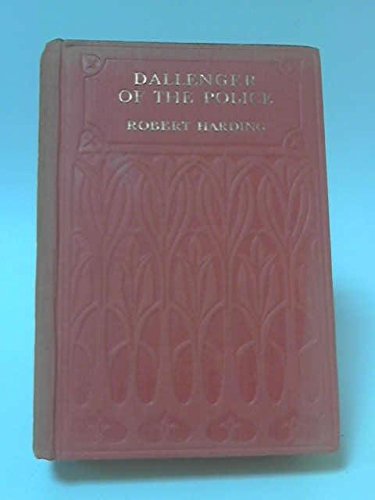 DALLENGER
OF THE POLICE
ROBERT HARDING